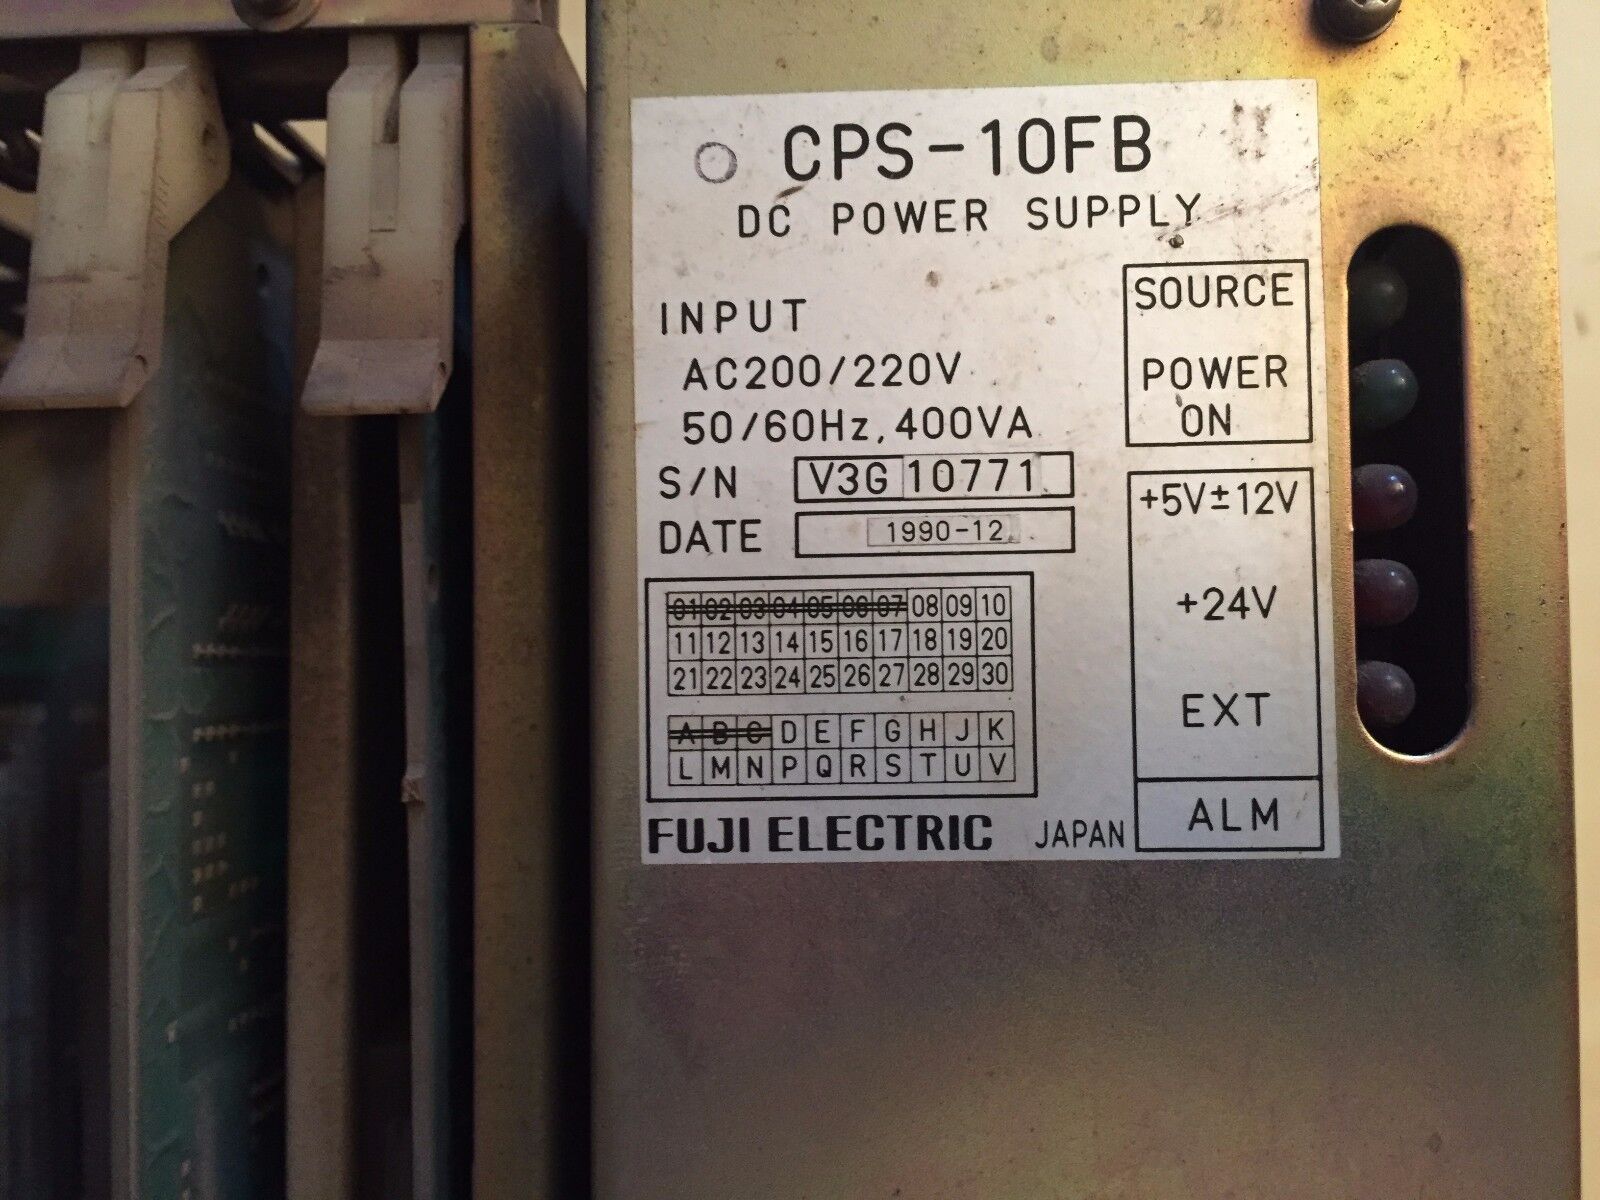 CPS-10FB
DC POWER SUPPLY
INPUT
AC200/220V
50/60Hz, 400VA
S/N V3G 10771
DATE 1990-12
01 02 03 04 05 06 07 08 09 10
11 12 13 14 15 16 17 18 19 20
21 22 23 24 25 26 27 28 29 30
A B C D E F G H J K
L M N P Q R S T U V
FUJI ELECTRIC JAPAN
SOURCE
POWER
ON
+5V±12V
+24V
EXT
ALM